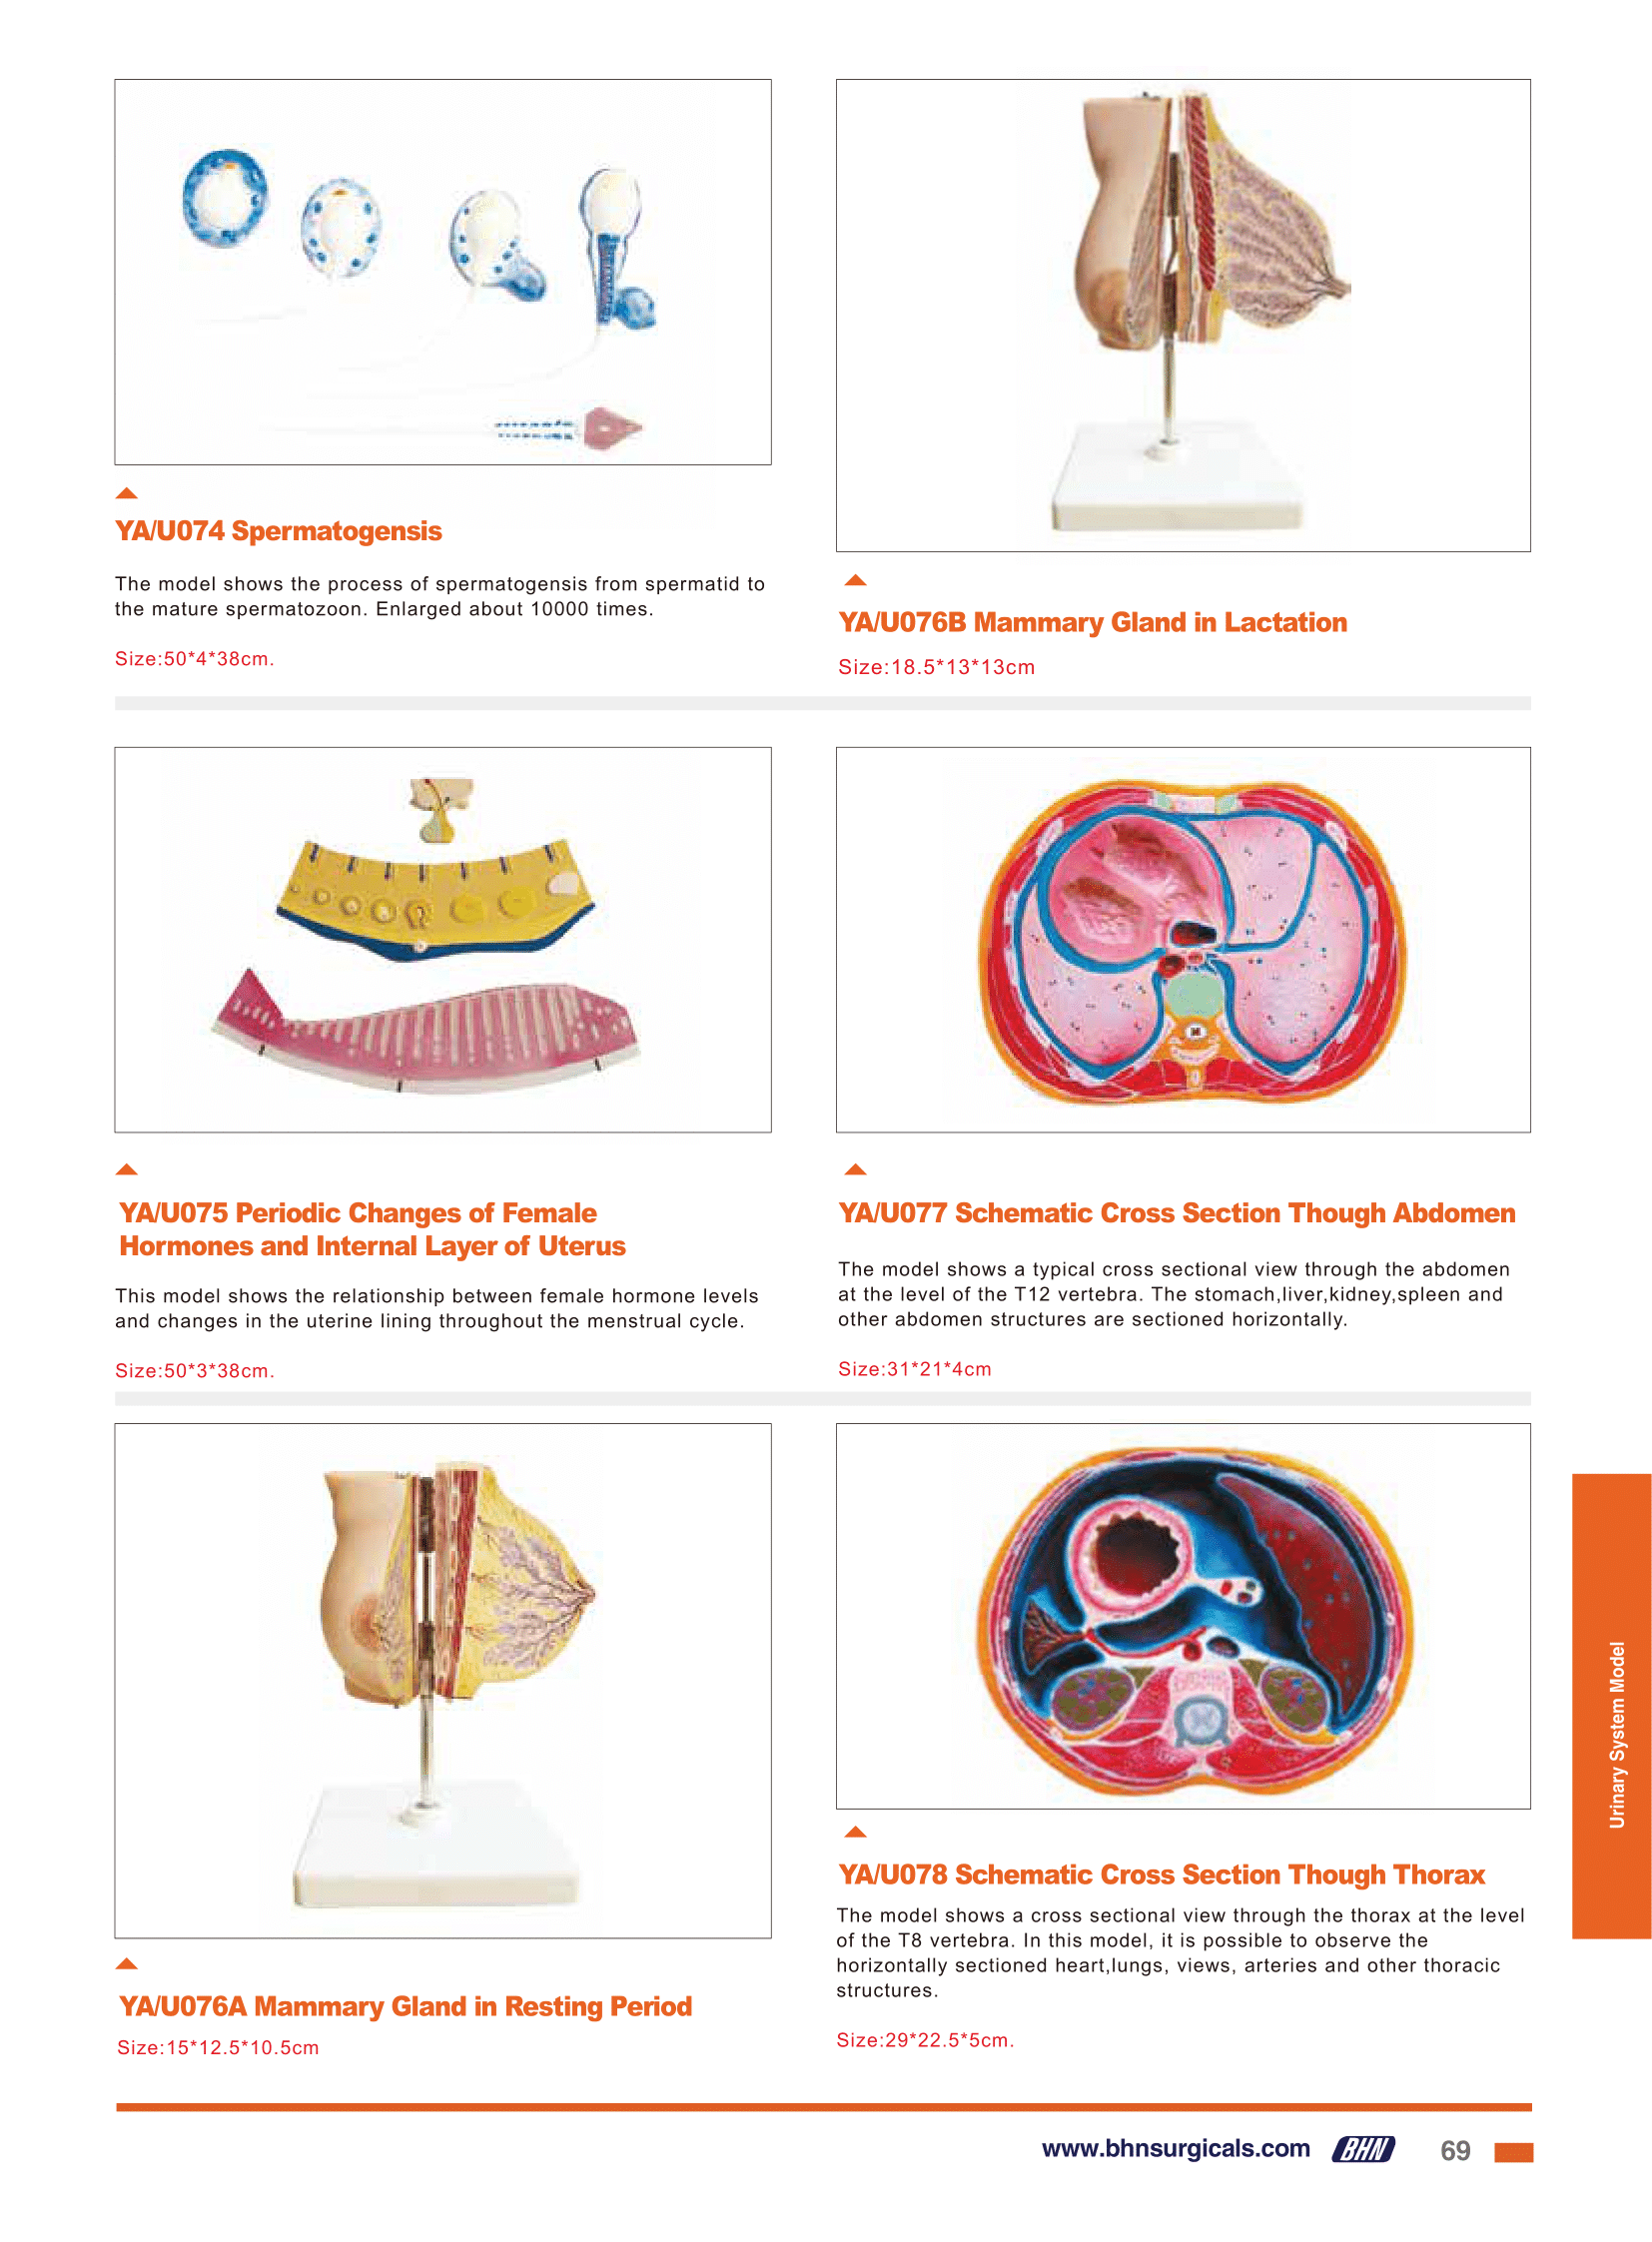 YA/U074 Spermatogensis
The model shows the process of spermatogensis from spermatid to
the mature spermatozoon. Enlarged about 10000 times.
Size:50*4*38cm.
YA/U076B Mammary Gland in Lactation
Size:18.5*13*13cm
YA/U075 Periodic Changes of Female
Hormones and Internal Layer of Uterus
This model shows the relationship between female hormone levels
and changes in the uterine lining throughout the menstrual cycle.
Size:50*3*38cm.
YA/U077 Schematic Cross Section Though Abdomen
The model shows a typical cross sectional view through the abdomen
at the level of the T12 vertebra. The stomach,liver,kidney,spleen and
other abdomen structures are sectioned horizontally.
Size:31*21*4cm
YA/U076A Mammary Gland in Resting Period
Size:15*12.5*10.5cm
YA/U078 Schematic Cross Section Though Thorax
The model shows a cross sectional view through the thorax at the level
of the T8 vertebra. In this model, it is possible to observe the
horizontally sectioned heart,lungs, views, arteries and other thoracic
structures.
Size:29*22.5*5cm.
Urinary System Model
www.bhnsurgicals.com BHN 69